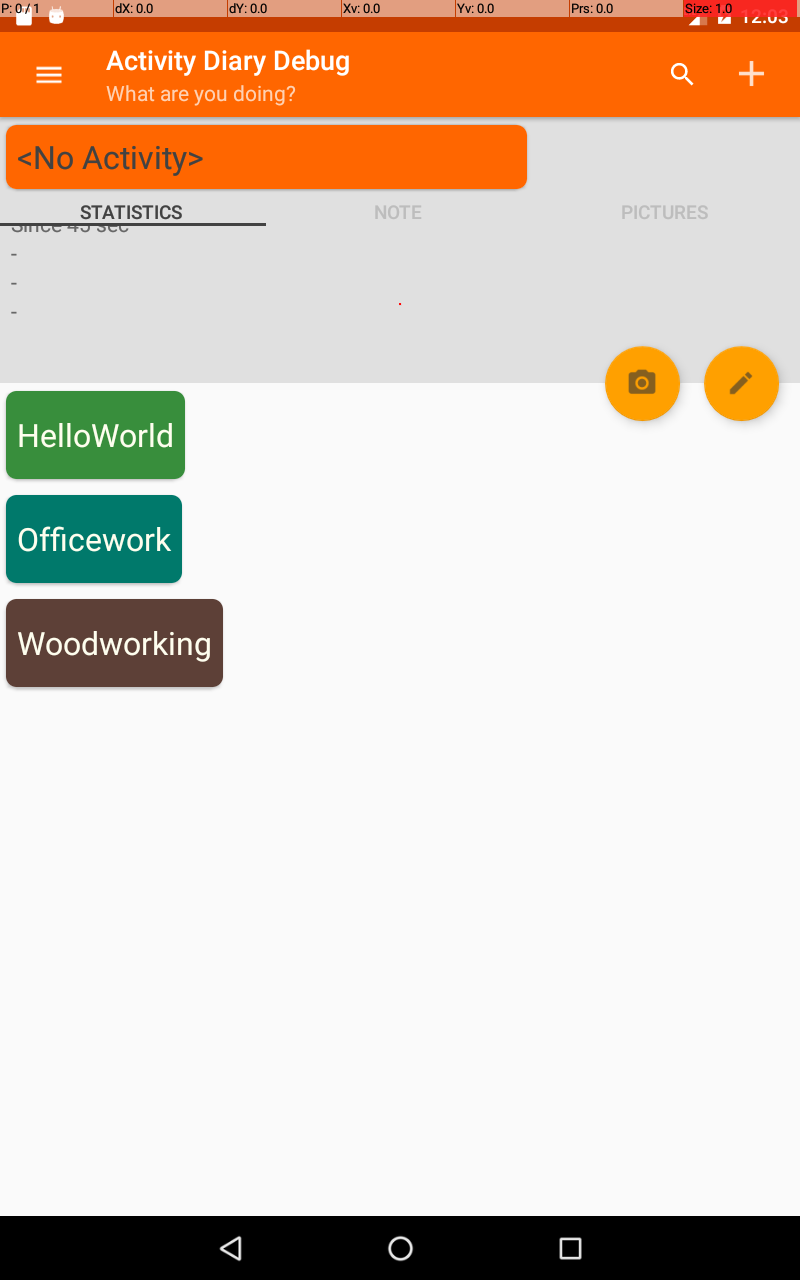 P: 0 / 1 dX: 0.0 dY: 0.0 Xv: 0.0 Yv: 0.0 Prs: 0.0 Size: 1.0
12:03
Activity Diary Debug
What are you doing?
<No Activity>
STATISTICS NOTE PICTURES
Since 45 sec
-
-
-
HelloWorld
Officework
Woodworking